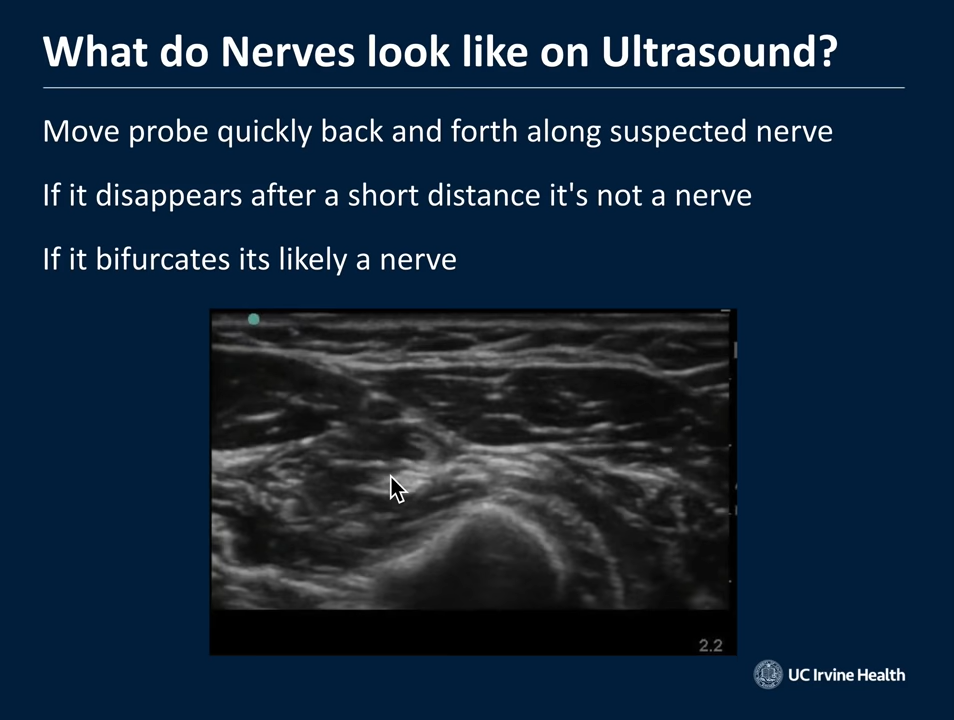 What do Nerves look like on Ultrasound?
Move probe quickly back and forth along suspected nerve
If it disappears after a short distance it's not a nerve
If it bifurcates its likely a nerve
2.2
UC Irvine Health